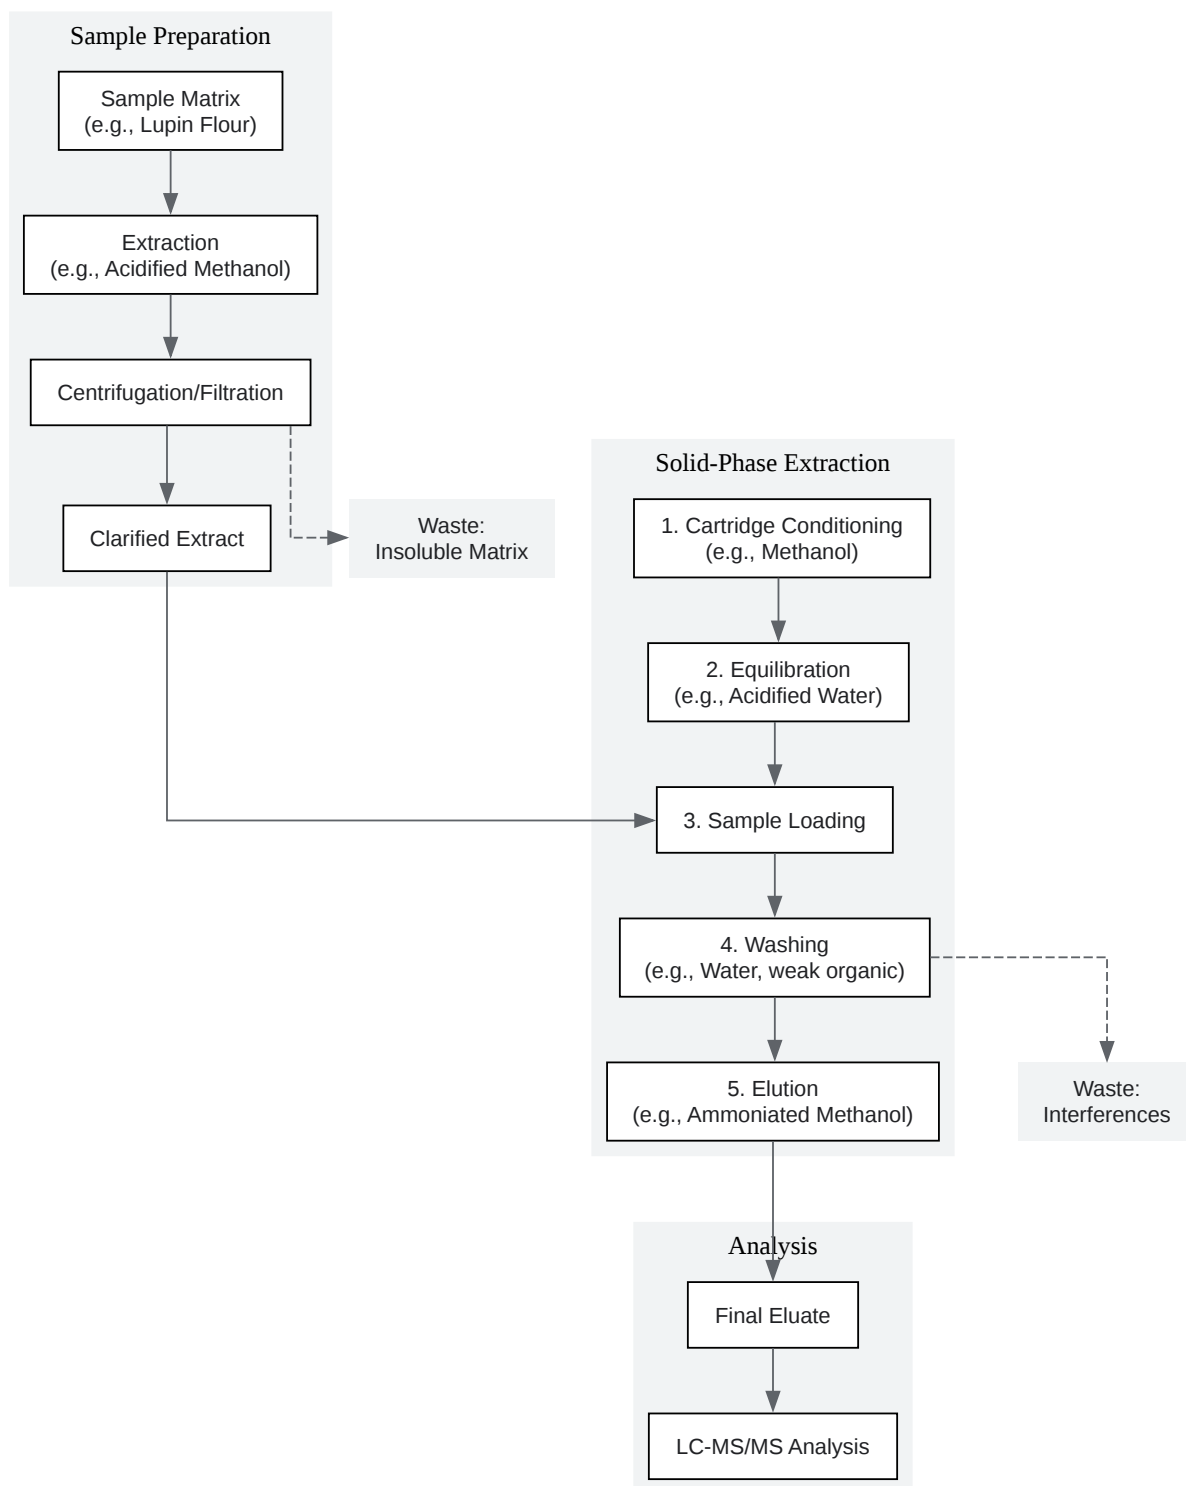 Sample Preparation
Sample Matrix
(e.g., Lupin Flour)
Extraction
(e.g., Acidified Methanol)
Centrifugation/Filtration
Clarified Extract
Waste:
Insoluble Matrix
Solid-Phase Extraction
1. Cartridge Conditioning
(e.g., Methanol)
2. Equilibration
(e.g., Acidified Water)
3. Sample Loading
4. Washing
(e.g., Water, weak organic)
5. Elution
(e.g., Ammoniated Methanol)
Waste:
Interferences
Analysis
Final Eluate
LC-MS/MS Analysis